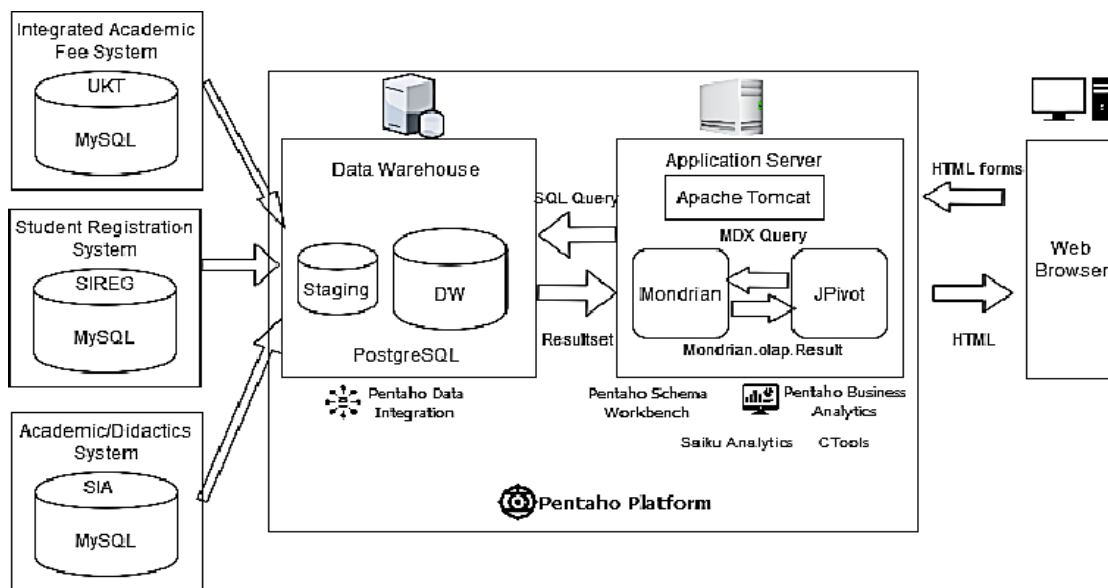 Integrated Academic
Fee System
UKT
MySQL
Student Registration
System
SIREG
MySQL
Academic/Didactics
System
SIA
MySQL
Data Warehouse
Staging
DW
PostgreSQL
Pentaho Data
Integration
SQL Query
Resultset
Application Server
Apache Tomcat
MDX Query
Mondrian
JPivot
Mondrian.olap.Result
Pentaho Schema
Workbench
Pentaho Business
Analytics
Saiku Analytics
CTools
Pentaho Platform
HTML forms
HTML
Web
Browser